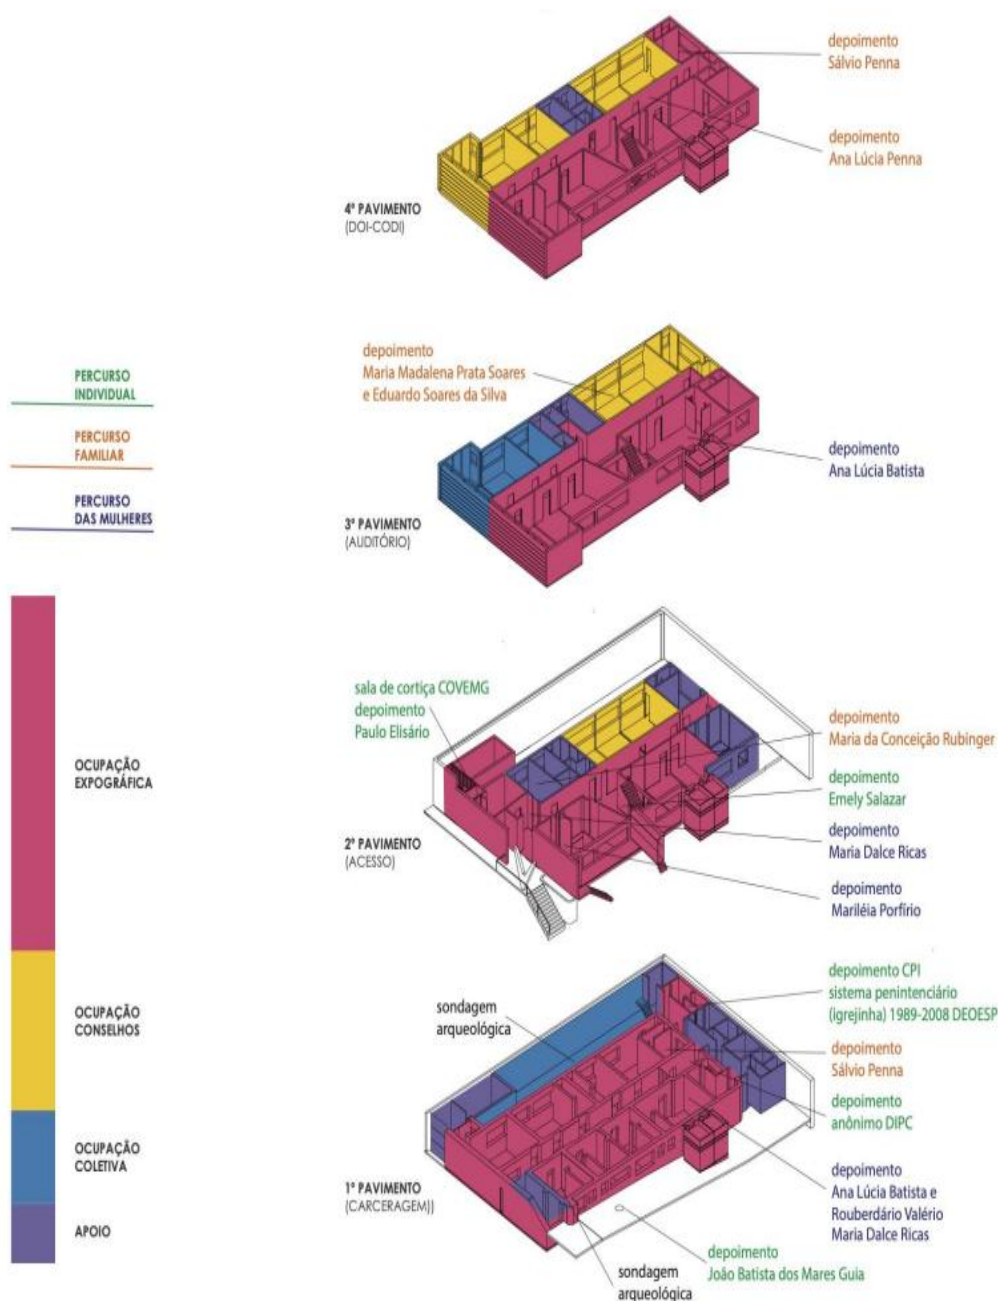 depoimento
Sálvio Penna
depoimento
Ana Lúcia Penna
4º PAVIMENTO
(DOI-CODI)
depoimento
Maria Madalena Prata Soares
e Eduardo Soares da Silva
depoimento
Ana Lúcia Batista
3º PAVIMENTO
(AUDITÓRIO)
PERCURSO
INDIVIDUAL
PERCURSO
FAMILIAR
PERCURSO
DAS MULHERES
sala de cortiça COVEMG
depoimento
Paulo Elisário
depoimento
Maria da Conceição Rubinger
depoimento
Emely Salazar
depoimento
Maria Dalce Ricas
depoimento
Mariléia Porfírio
2º PAVIMENTO
(ACESSO)
OCUPAÇÃO
EXPOGRÁFICA
OCUPAÇÃO
CONSELHOS
OCUPAÇÃO
COLETIVA
APOIO
sondagem
arqueológica
depoimento CPI
sistema penintenciário
(igrejinha) 1989-2008 DEOESP
depoimento
Sálvio Penna
depoimento
anônimo DIPC
depoimento
Ana Lúcia Batista e
Rouberdário Valério
Maria Dalce Ricas
1º PAVIMENTO
(CARCERAGEM))
depoimento
João Batista dos Mares Guia
sondagem
arqueológica